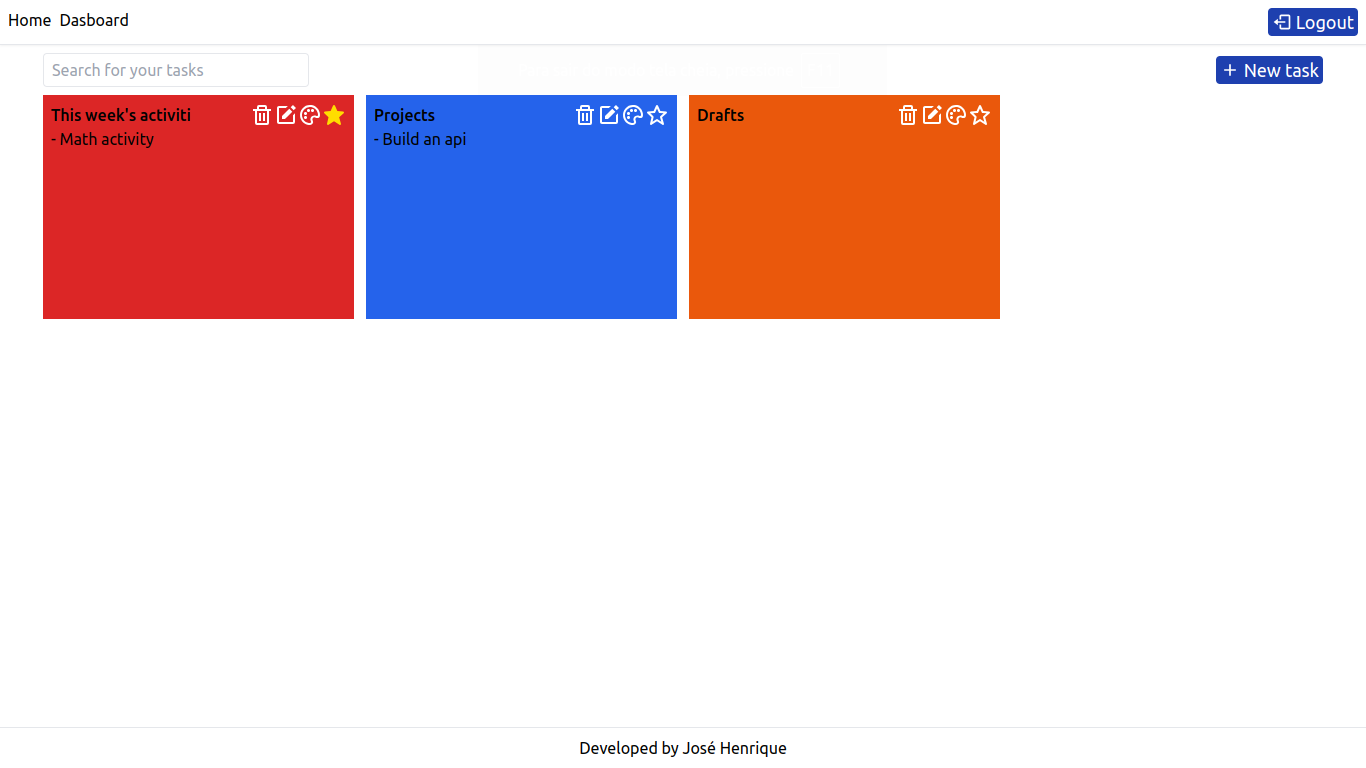 Home Dasboard
Logout
Search for your tasks
New task
This week's activiti
- Math activity
Projects
- Build an api
Drafts
Developed by José Henrique